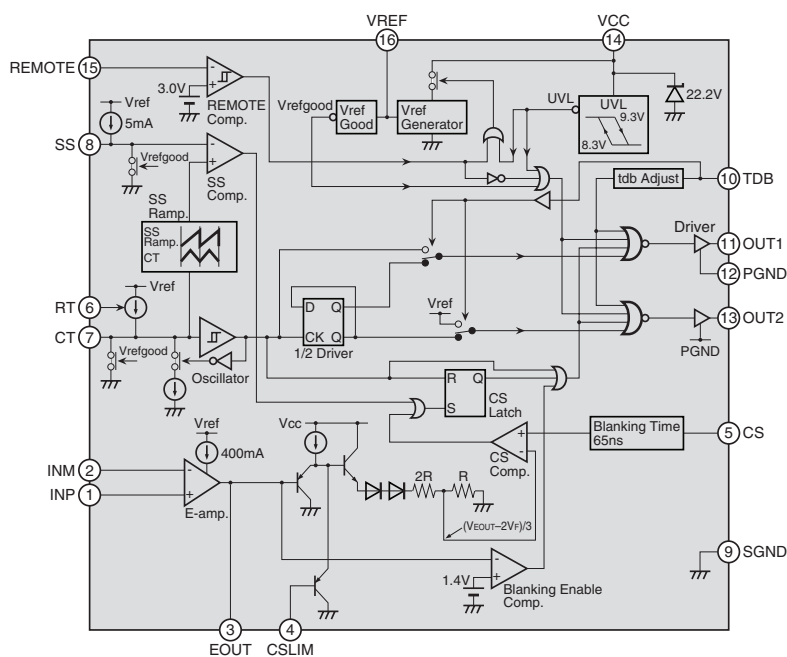 VREF
VCC
16
14
REMOTE 15
3.0V
REMOTE
Comp.
Vrefgood
Vref
Good
Vref
Generator
UVL
UVL
9.3V
8.3V
22.2V
Vref
5mA
SS 8
Vrefgood
SS
Comp.
SS
Ramp.
SS
Ramp.
CT
tdb Adjust
10 TDB
Driver
11 OUT1
12 PGND
13 OUT2
PGND
RT 6
Vref
CT 7
Vrefgood
Oscillator
D Q
CK Q
1/2 Driver
Vref
R Q
S
CS
Latch
CS
Comp.
Blanking Time
65ns
5 CS
Vref
400mA
Vcc
INM 2
INP 1
E-amp.
2R
R
(VEOUT–2VF)/3
1.4V
Blanking Enable
Comp.
9 SGND
3
4
EOUT
CSLIM
- + - + - + + - - +